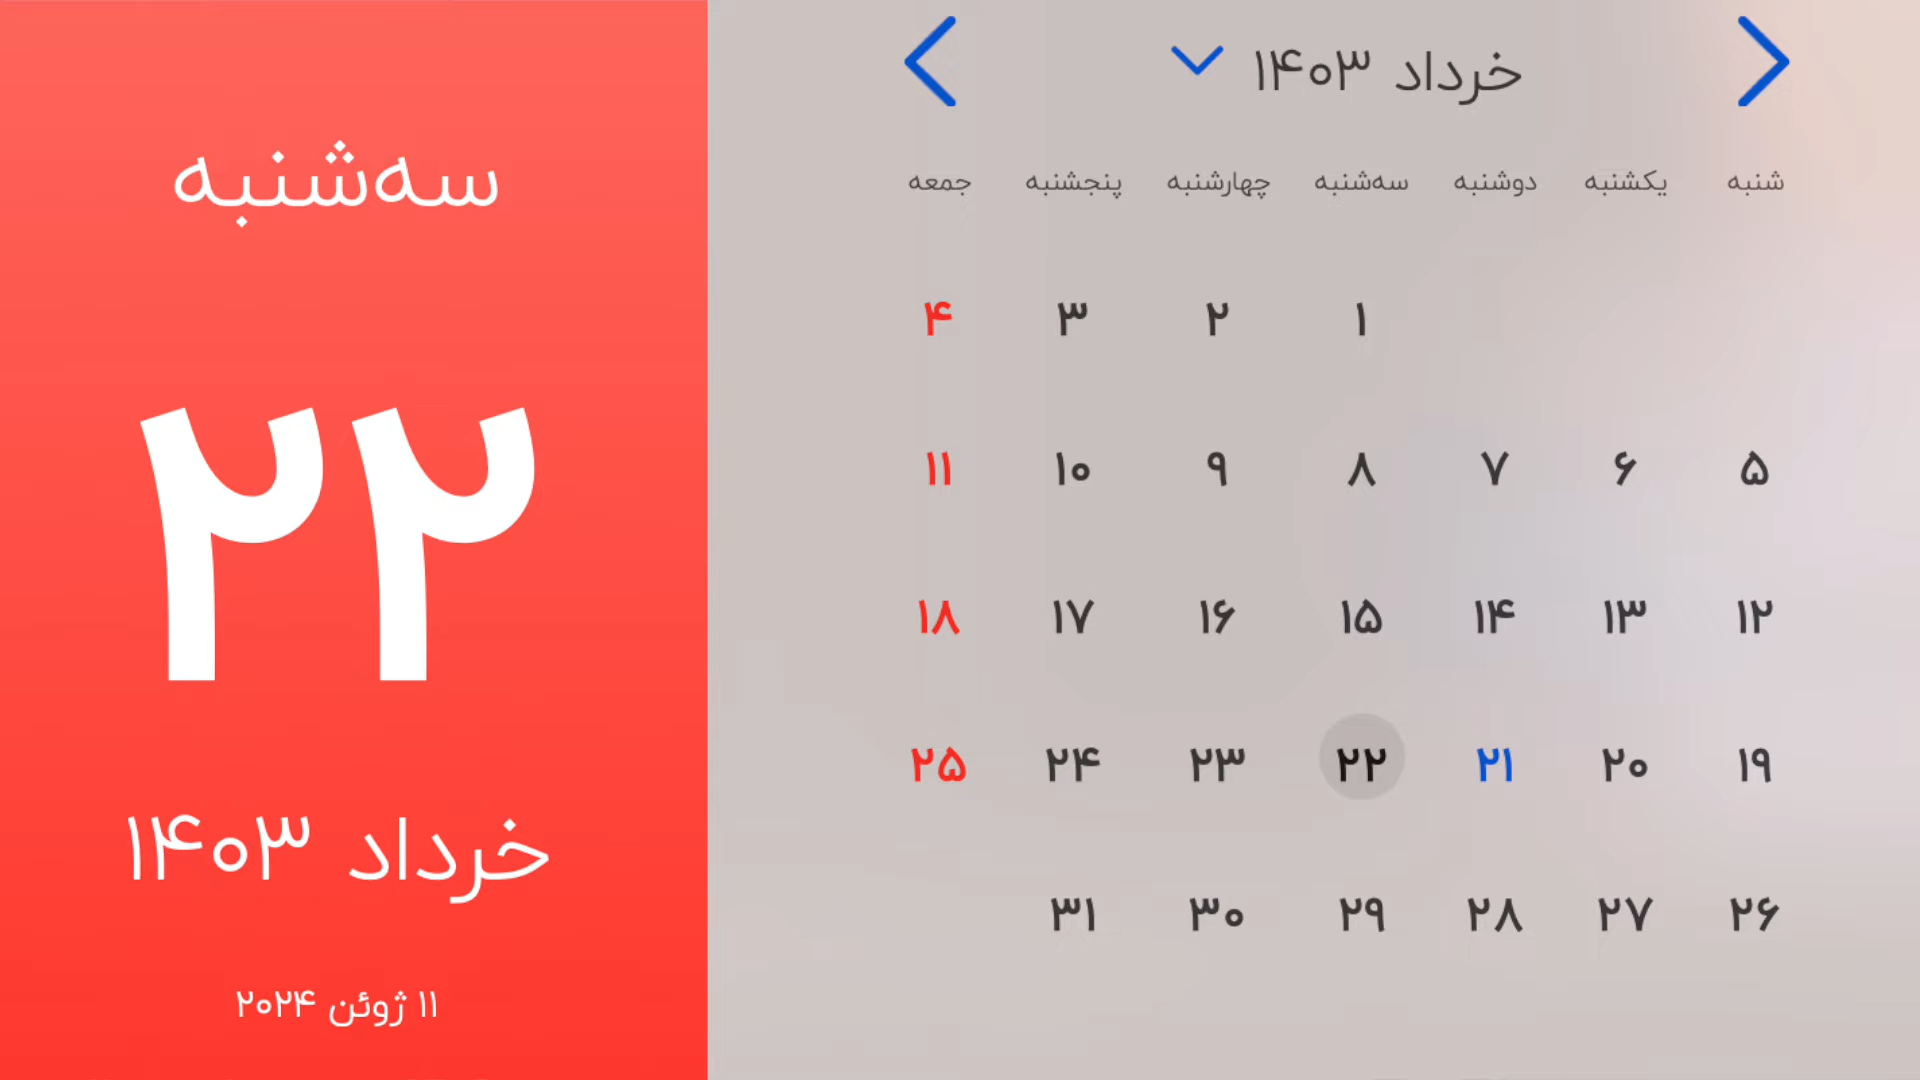 سه‌شنبه
۲۲
خرداد ۱۴۰۳
۱۱ ژوئن ۲۰۲۴
خرداد ۱۴۰۳
شنبه یکشنبه دوشنبه سه‌شنبه چهارشنبه پنجشنبه جمعه
۱ ۲ ۳ ۴
۵ ۶ ۷ ۸ ۹ ۱۰ ۱۱
۱۲ ۱۳ ۱۴ ۱۵ ۱۶ ۱۷ ۱۸
۱۹ ۲۰ ۲۱ ۲۲ ۲۳ ۲۴ ۲۵
۲۶ ۲۷ ۲۸ ۲۹ ۳۰ ۳۱